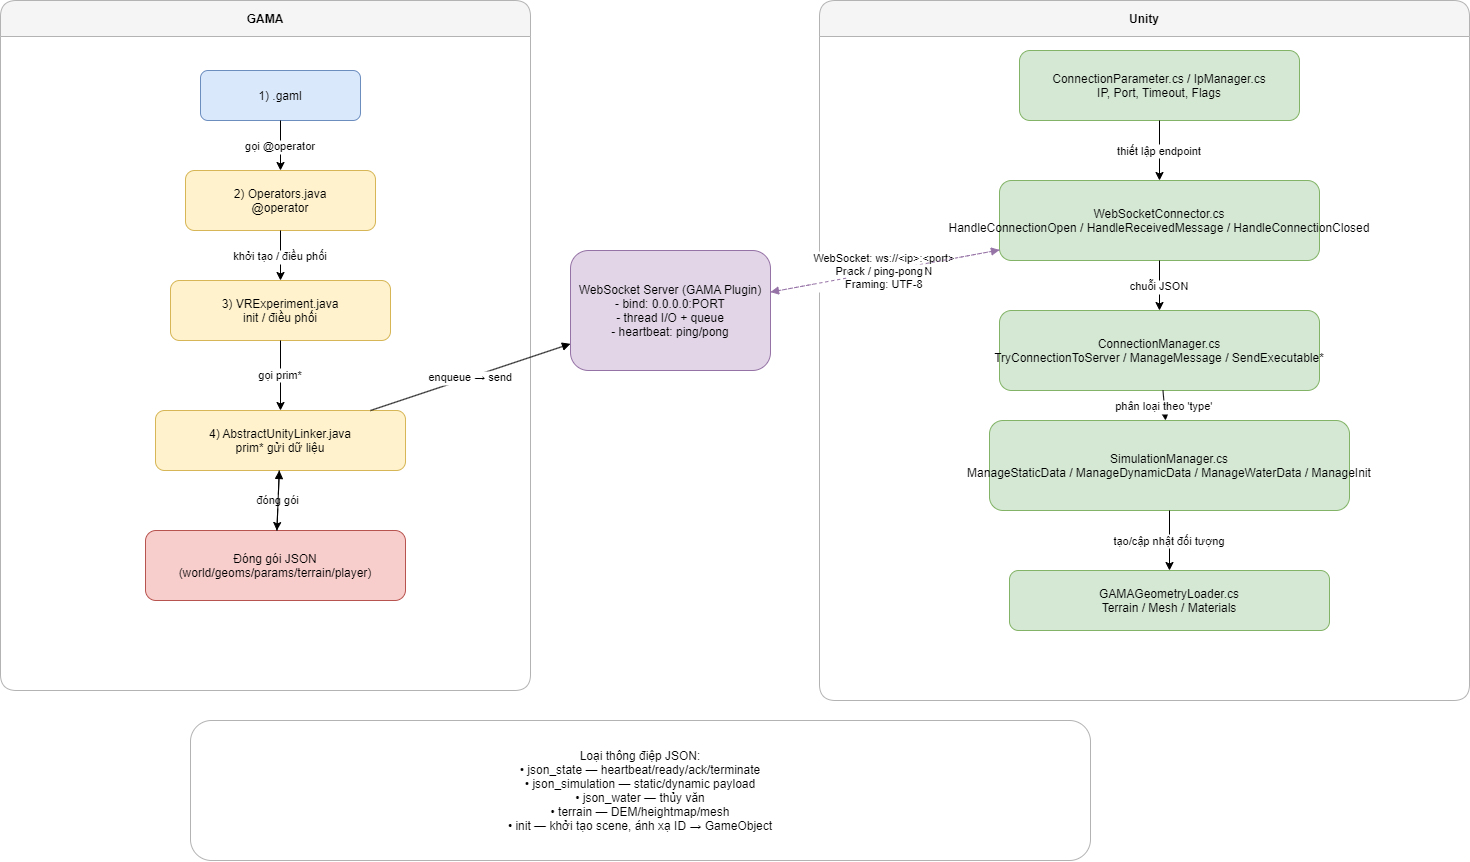 GAMA
1) .gaml
gọi @operator
2) Operators.java
@operator
khởi tạo / điều phối
3) VRExperiment.java
init / điều phối
gọi prim*
4) AbstractUnityLinker.java
prim* gửi dữ liệu
đóng gói
Đóng gói JSON
(world/geoms/params/terrain/player)
enqueue → send
WebSocket Server (GAMA Plugin)
- bind: 0.0.0.0:PORT
- thread I/O + queue
- heartbeat: ping/pong
WebSocket: ws://<ip>:<port>
/ ping-pong
Framing: UTF-8
Unity
ConnectionParameter.cs / IpManager.cs
IP, Port, Timeout, Flags
thiết lập endpoint
WebSocketConnector.cs
HandleConnectionOpen / HandleReceivedMessage / HandleConnectionClosed
chuỗi JSON
ConnectionManager.cs
TryConnectionToServer / ManageMessage / SendExecutable*
phân loại theo 'type'
SimulationManager.cs
ManageStaticData / ManageDynamicData / ManageWaterData / ManageInit
tạo/cập nhật đối tượng
GAMAGeometryLoader.cs
Terrain / Mesh / Materials
Loại thông điệp JSON:
• json_state — heartbeat/ready/ack/terminate
• json_simulation — static/dynamic payload
• json_water — thủy văn
• terrain — DEM/heightmap/mesh
• init — khởi tạo scene, ánh xạ ID → GameObject